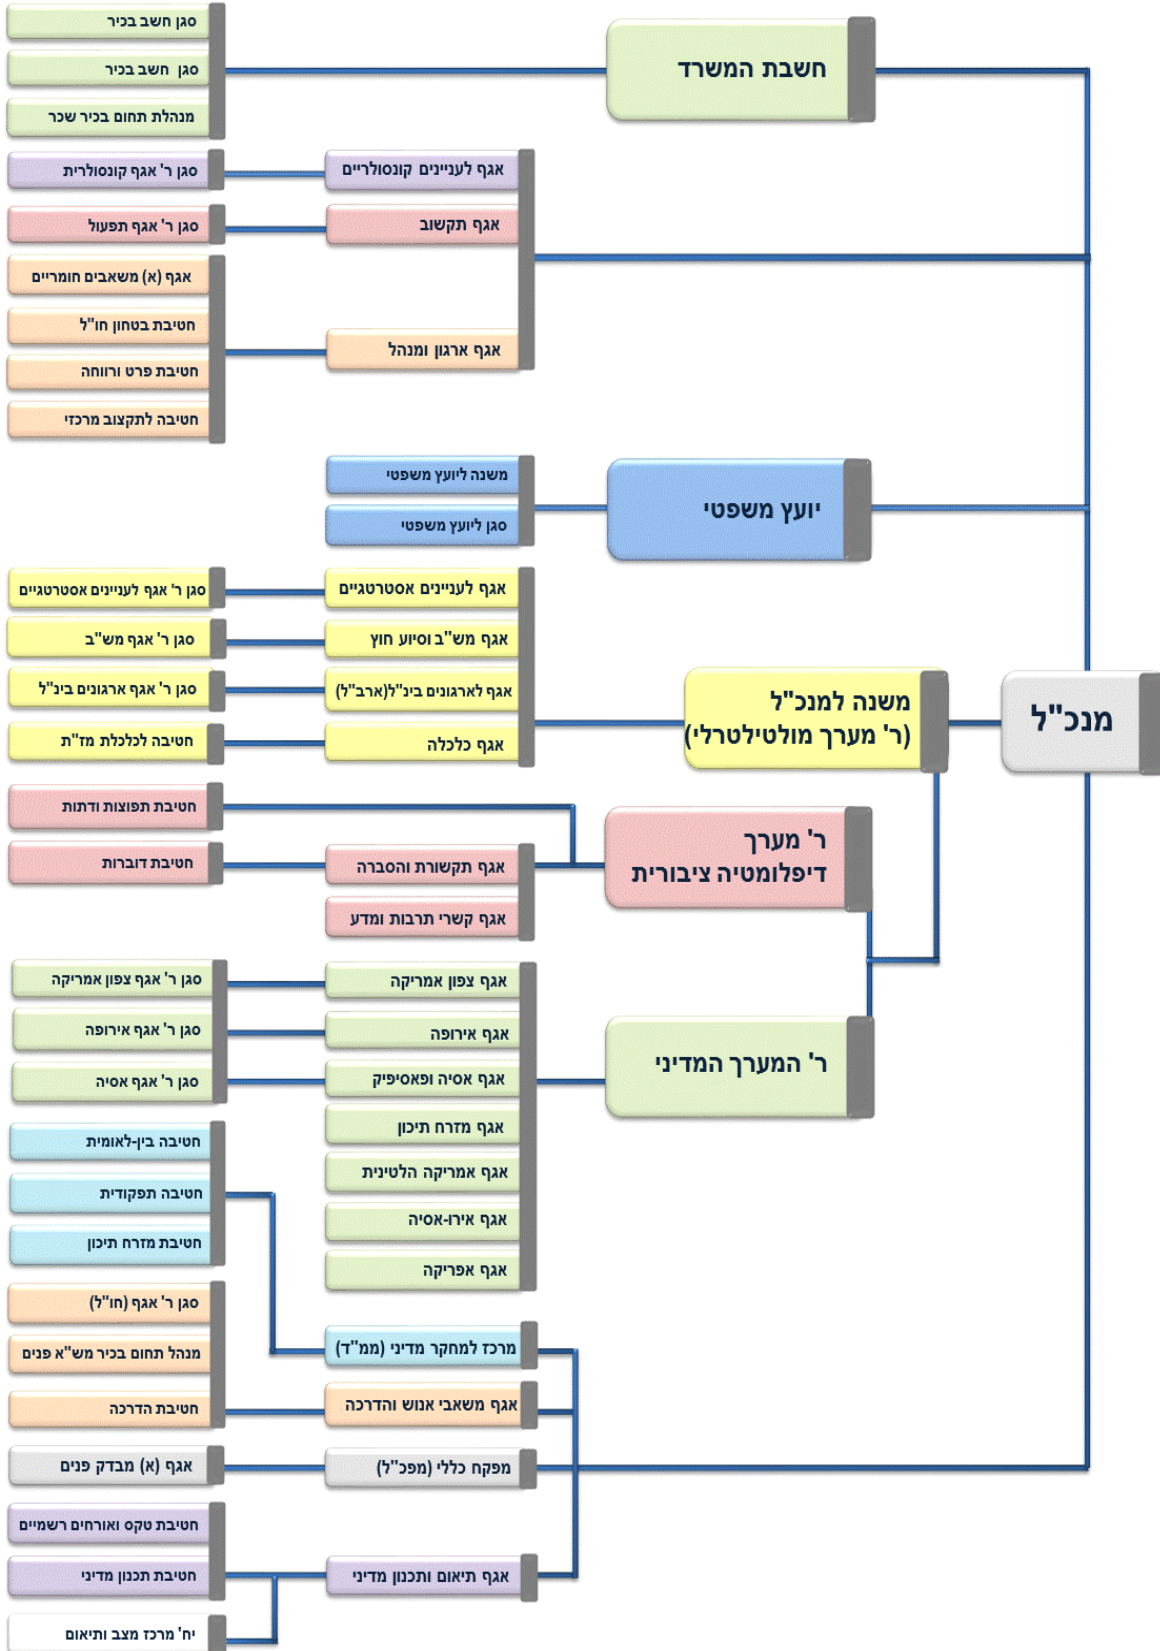 חשבת המשרד
סגן חשב בכיר
סגן חשב בכיר
מנהלת תחום בכיר שכר
אגף לעניינים קונסולריים
סגן ר' אגף קונסולרית
אגף תקשוב
סגן ר' אגף תפעול
אגף ארגון ומנהל
אגף (א) משאבים חומריים
חטיבת בטחון חו"ל
חטיבת פרט ורווחה
חטיבה לתקצוב מרכזי
יועץ משפטי
משנה ליועץ משפטי
סגן ליועץ משפטי
מנכ"ל
משנה למנכ"ל
(ר' מערך מולטילטרלי)
אגף לעניינים אסטרטגיים
סגן ר' אגף לעניינים אסטרטגיים
אגף מש"ב וסיוע חוץ
סגן ר' אגף מש"ב
אגף לארגונים בינ"ל(ארב"ל)
סגן ר' אגף ארגונים בינ"ל
אגף כלכלה
חטיבה לכלכלת מז"ת
ר' מערך
דיפלומטיה ציבורית
חטיבת תפוצות ודתות
אגף תקשורת והסברה
חטיבת דוברות
אגף קשרי תרבות ומדע
ר' המערך המדיני
אגף צפון אמריקה
סגן ר' אגף צפון אמריקה
אגף אירופה
סגן ר' אגף אירופה
אגף אסיה ופאסיפיק
סגן ר' אגף אסיה
אגף מזרח תיכון
אגף אמריקה הלטינית
אגף אירו-אסיה
אגף אפריקה
מרכז למחקר מדיני (ממ"ד)
חטיבה בין-לאומית
חטיבה תפקודית
חטיבת מזרח תיכון
אגף משאבי אנוש והדרכה
סגן ר' אגף (חו"ל)
מנהל תחום בכיר מש"א פנים
חטיבת הדרכה
מפקח כללי (מפכ"ל)
אגף (א) מבדק פנים
אגף תיאום ותכנון מדיני
חטיבת טקס ואורחים רשמיים
חטיבת תכנון מדיני
יח' מרכז מצב ותיאום